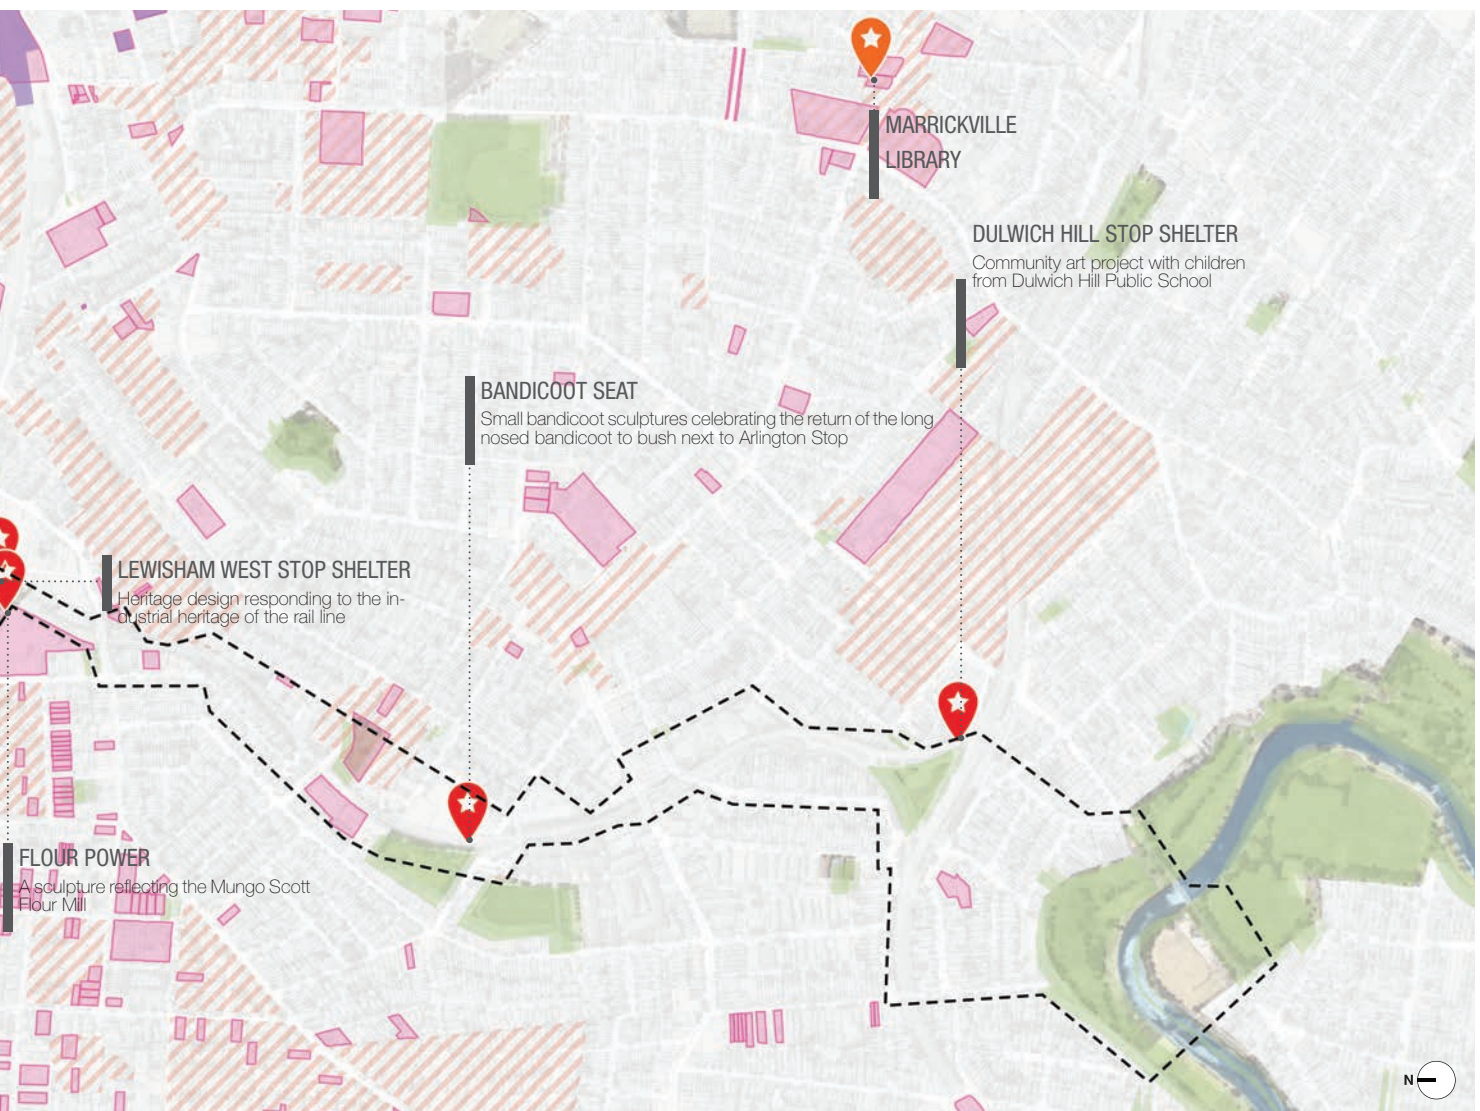 MARRICKVILLE
LIBRARY
DULWICH HILL STOP SHELTER
Community art project with children
from Dulwich Hill Public School
BANDICOOT SEAT
Small bandicoot sculptures celebrating the return of the long
nosed bandicoot to bush next to Arlington Stop
LEWISHAM WEST STOP SHELTER
Heritage design responding to the in-
dustrial heritage of the rail line
FLOUR POWER
A sculpture reflecting the Mungo Scott
Flour Mill
N